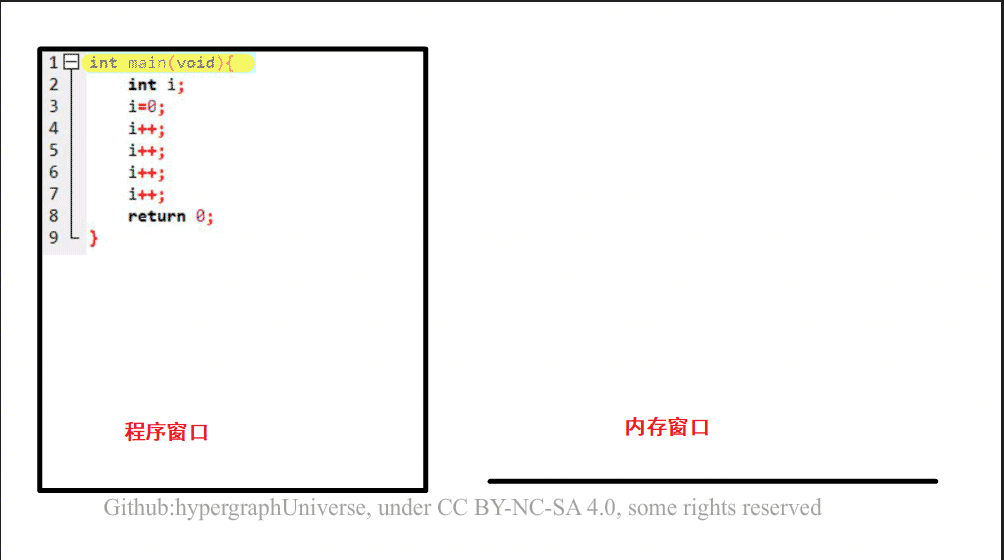 1 int main(void){
2 int i;
3 i=0;
4 i++;
5 i++;
6 i++;
7 i++;
8 return 0;
9 }
程序窗口
内存窗口
Github:hypergraphUniverse, under CC BY-NC-SA 4.0, some rights reserved